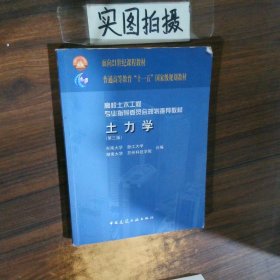 实图拍摄
面向21世纪课程教材
普通高等教育"十一五"国家级规划教材
高校土木工程
专业指导委员会规划推荐教材
土力学
(第二版)
东南大学 浙江大学
湖南大学 苏州科技学院 合编
中国建筑工业出版社